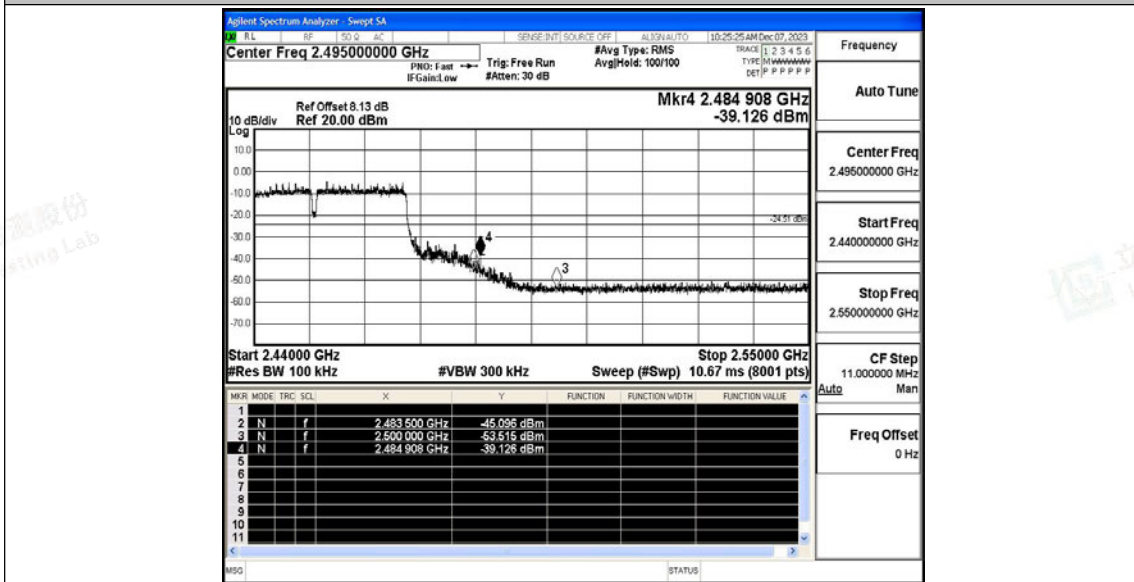 Agilent Spectrum Analyzer - Swept SA
RL RF 50 Ω AC SENSE:INT SOURCE OFF ALIGN AUTO 10:25:25 AM Dec 07, 2023
Center Freq 2.495000000 GHz
PNO: Fast
IFGain:Low
Trig: Free Run
#Atten: 30 dB
#Avg Type: RMS
Avg|Hold: 100/100
TRACE 1 2 3 4 5 6
TYPE M WWWWW
DET P P P P P P
Frequency
Auto Tune
Center Freq
2.495000000 GHz
Start Freq
2.440000000 GHz
Stop Freq
2.550000000 GHz
CF Step
11.000000 MHz
Auto Man
Freq Offset
0 Hz
Ref Offset 8.13 dB
10 dB/div Ref 20.00 dBm
Log
Mkr4 2.484 908 GHz
-39.126 dBm
10.0
0.00
-10.0
-20.0
-24.51 dBm
-30.0
4
-40.0
3
-50.0
-60.0
-70.0
Start 2.44000 GHz Stop 2.55000 GHz
#Res BW 100 kHz #VBW 300 kHz Sweep (#Swp) 10.67 ms (8001 pts)
MKR MODE TRC SCL X Y FUNCTION FUNCTION WIDTH FUNCTION VALUE
1
2 N f 2.483 500 GHz -45.096 dBm
3 N f 2.500 000 GHz -53.515 dBm
4 N f 2.484 908 GHz -39.126 dBm
5
6
7
8
9
10
11
MSG STATUS